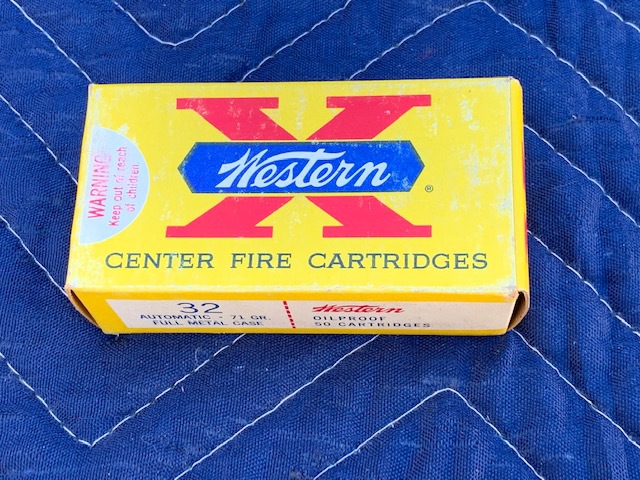 X
Western
®
WARNING
Keep out of reach
of children
CENTER FIRE CARTRIDGES
32
AUTOMATIC - 71 GR.
FULL METAL CASE
Western
OILPROOF
50 CARTRIDGES